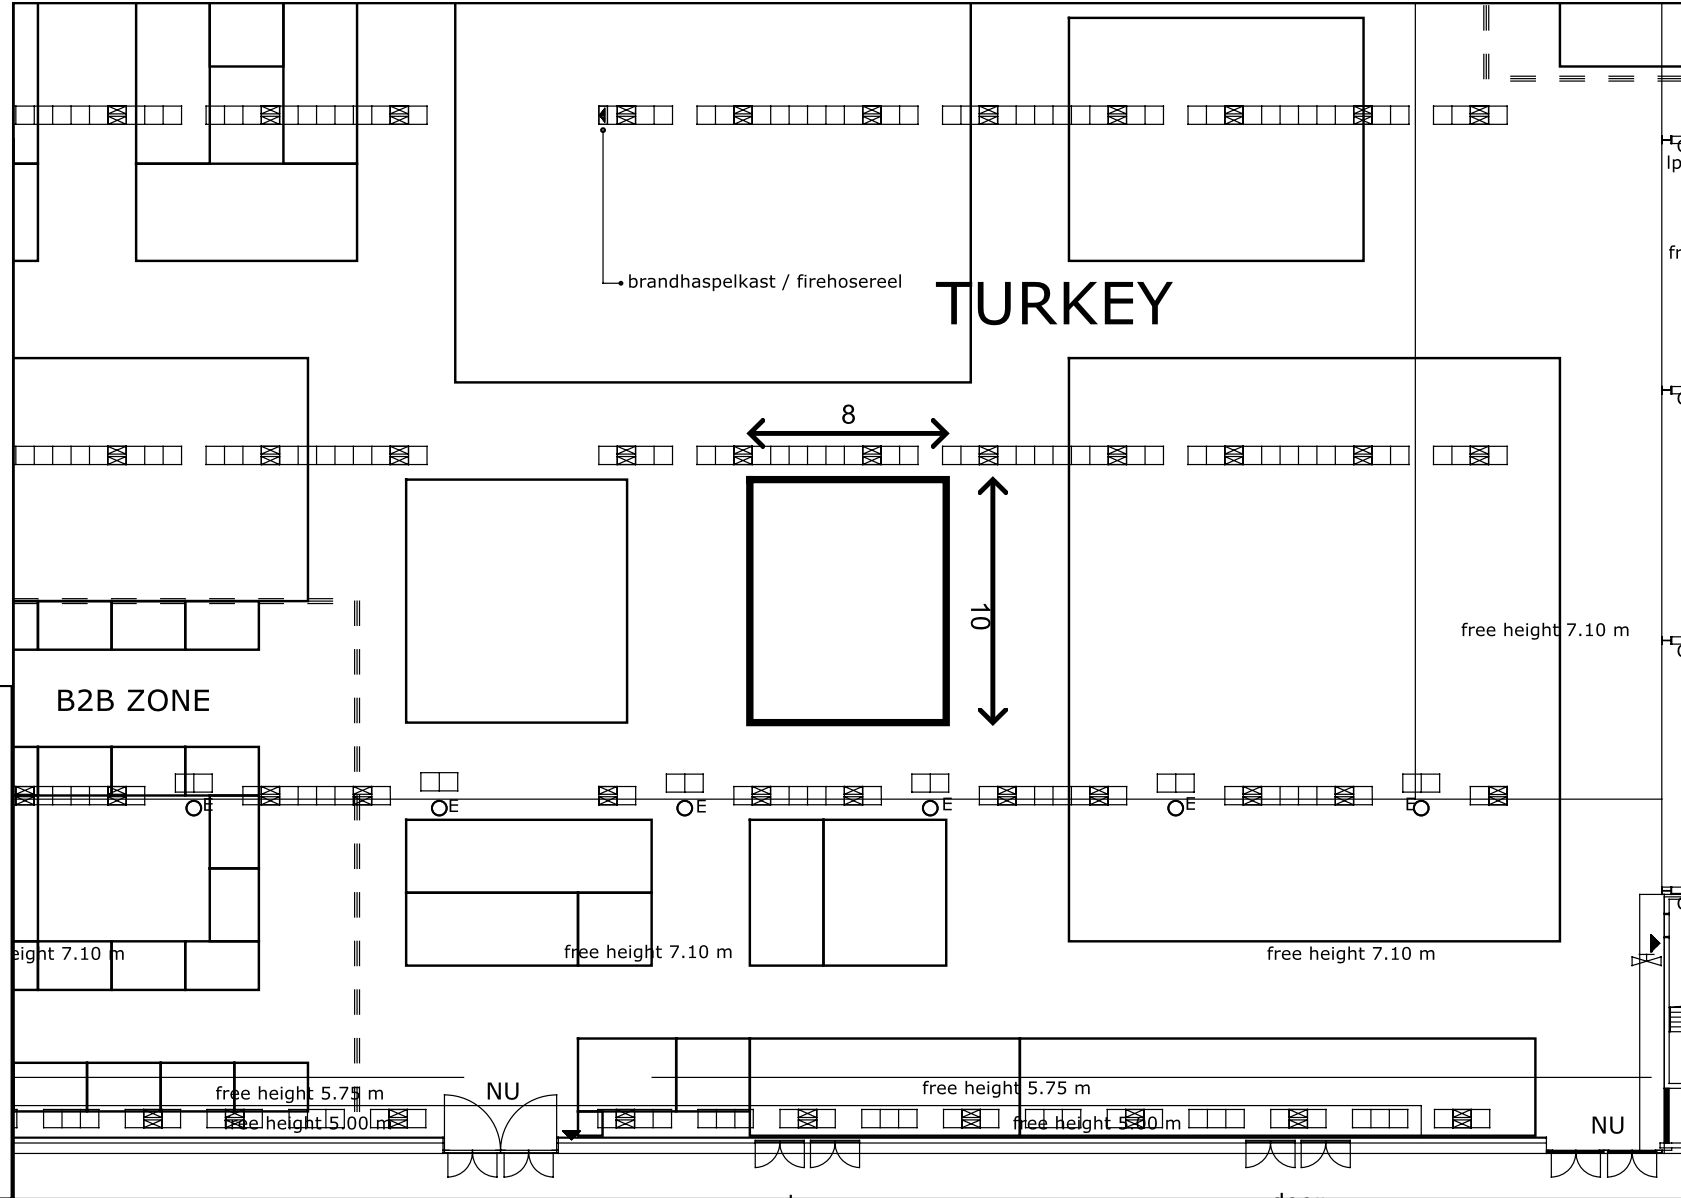 brandhaspelkast / firehosereel
TURKEY
8
10
free height 7.10 m
B2B ZONE
E
E
E
E
E
E
eight 7.10 m
free height 7.10 m
free height 7.10 m
free height 5.75 m
NU
free height 5.75 m
free height 5.00 m
free height 5.00 m
NU